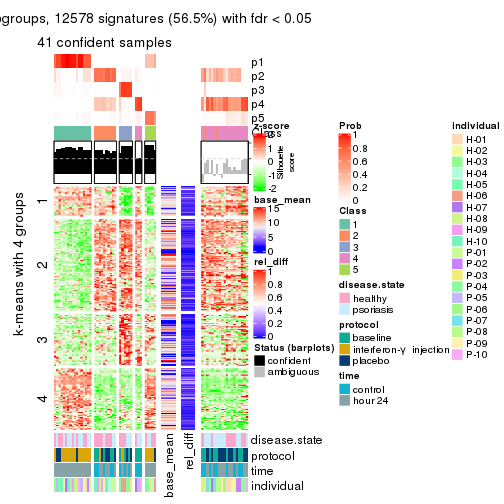 ogroups, 12578 signatures (56.5%) with fdr < 0.05
41 confident samples
p1
p2
p3
p4
p5
Class
Silhouette
score
1
2
3
4
k-means with 4 groups
disease.state
protocol
time
individual
base_mean
rel_diff
z-score
2
0
-1
-2
base_mean
15
10
5
0
rel_diff
1
0.8
0.6
0.4
0.2
0
Status (barplots)
confident
ambiguous
Prob
1
0.8
0.6
0.4
0.2
0
Class
1
2
3
4
5
disease.state
healthy
psoriasis
protocol
baseline
interferon-γ injection
placebo
time
control
hour 24
individual
H-01
H-02
H-03
H-04
H-05
H-06
H-07
H-08
H-09
H-10
P-01
P-02
P-03
P-04
P-05
P-06
P-07
P-08
P-09
P-10